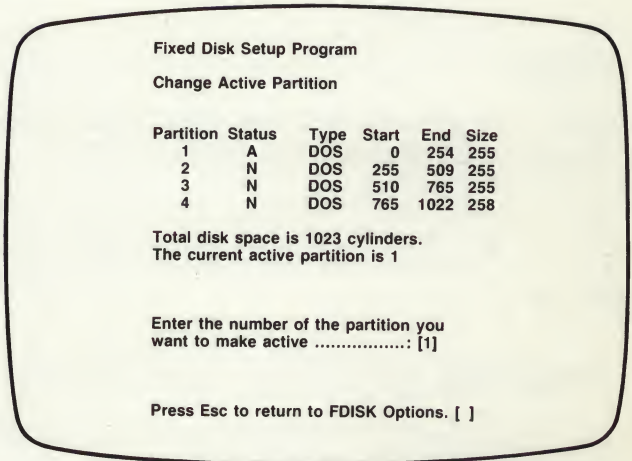 Fixed Disk Setup Program
Change Active Partition
Partition Status Type Start End Size
1 A DOS 0 254 255
2 N DOS 255 509 255
3 N DOS 510 765 255
4 N DOS 765 1022 258
Total disk space is 1023 cylinders.
The current active partition is 1
Enter the number of the partition you
want to make active .................: [1]
Press Esc to return to FDISK Options. [ ]